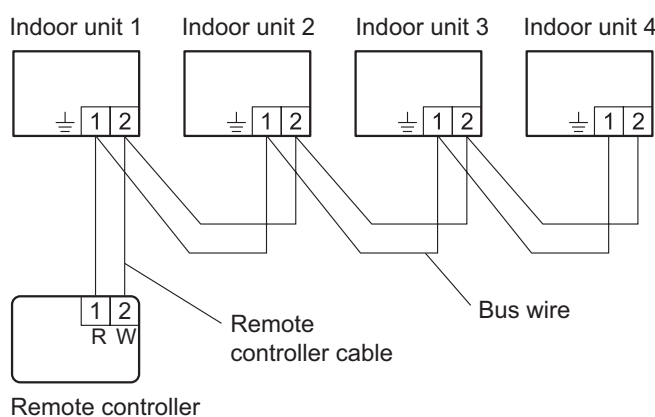 Indoor unit 1
Indoor unit 2
Indoor unit 3
Indoor unit 4
1 2
1 2
1 2
1 2
1 2
R W
Remote
controller cable
Bus wire
Remote controller